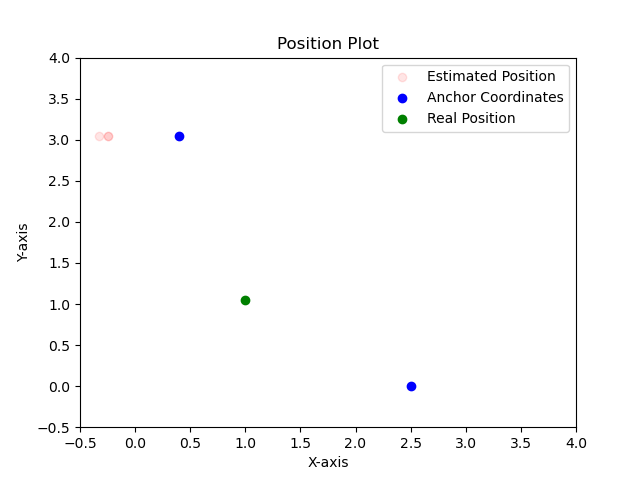 Position Plot
Estimated Position
Anchor Coordinates
Real Position
4.0
3.5
3.0
2.5
2.0
1.5
1.0
0.5
0.0
−0.5
Y-axis
−0.5 0.0 0.5 1.0 1.5 2.0 2.5 3.0 3.5 4.0
X-axis